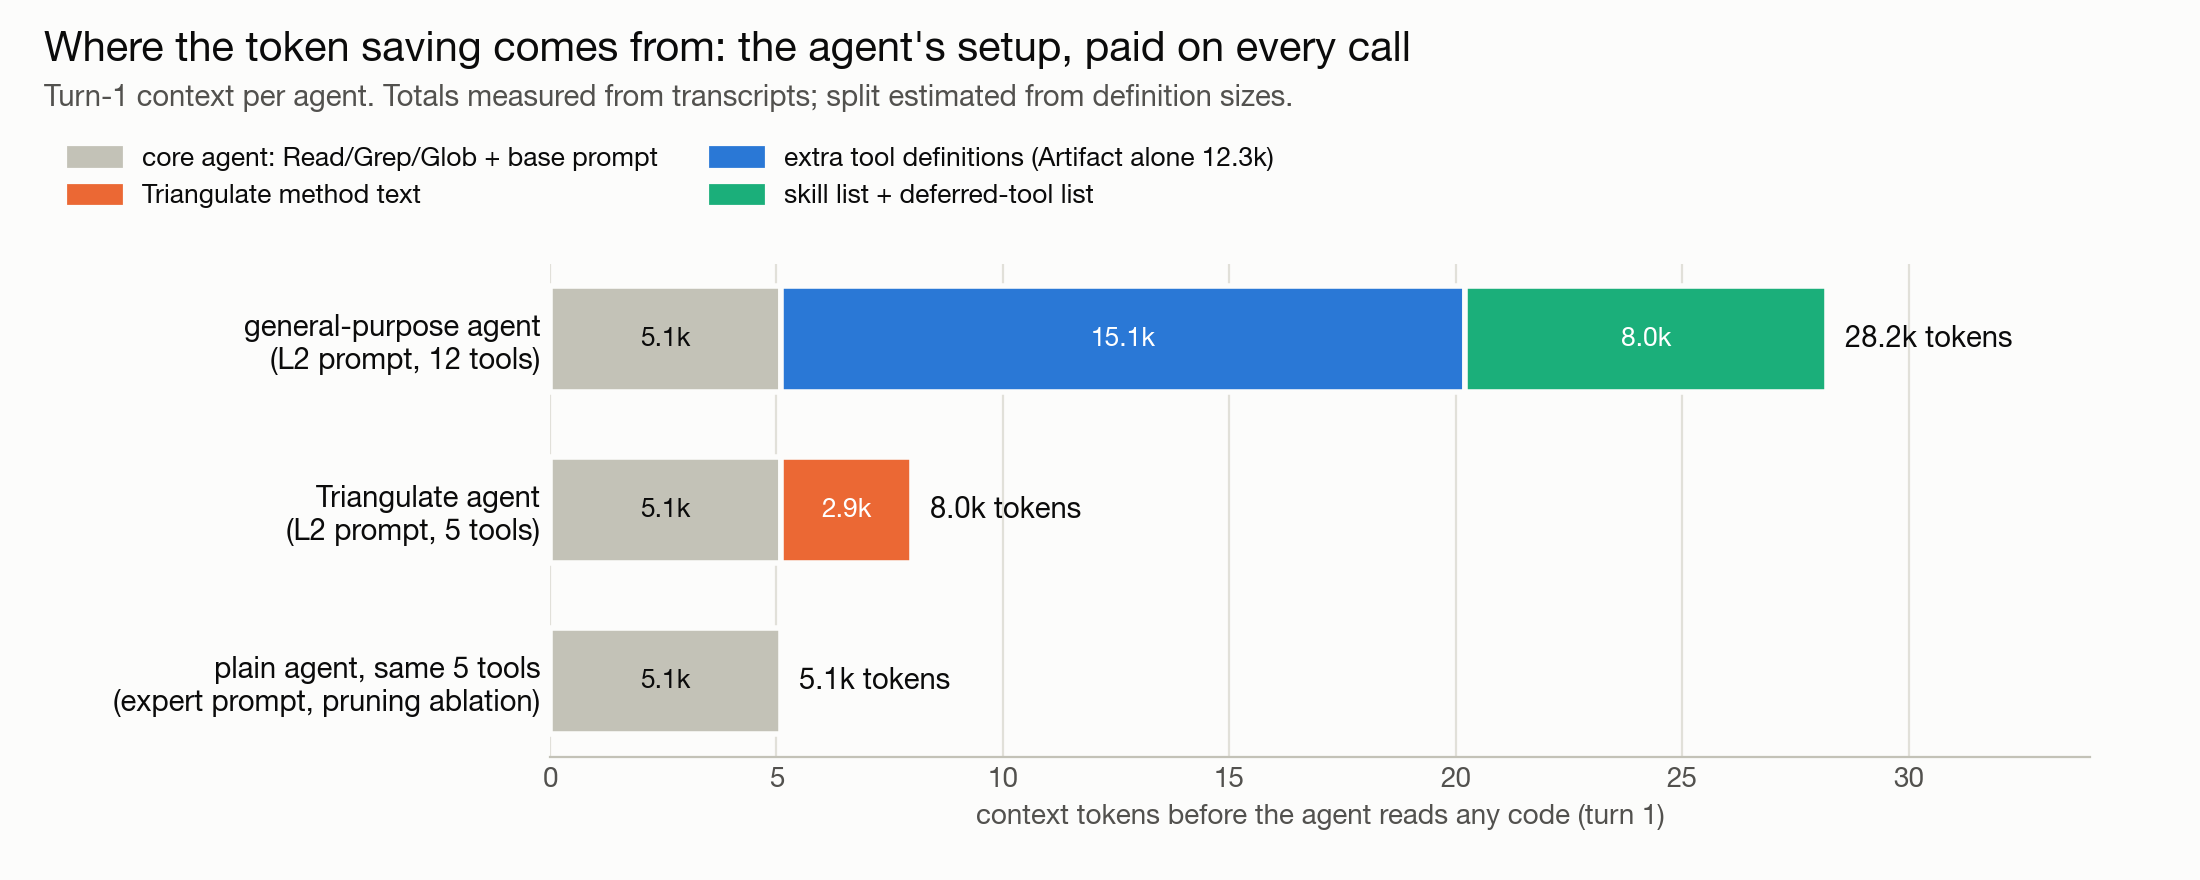 Where the token saving comes from: the agent's setup, paid on every call
Turn-1 context per agent. Totals measured from transcripts; split estimated from definition sizes.
core agent: Read/Grep/Glob + base prompt
Triangulate method text
extra tool definitions (Artifact alone 12.3k)
skill list + deferred-tool list
general-purpose agent
(L2 prompt, 12 tools)
5.1k
15.1k
8.0k
28.2k tokens
Triangulate agent
(L2 prompt, 5 tools)
5.1k
2.9k
8.0k tokens
plain agent, same 5 tools
(expert prompt, pruning ablation)
5.1k
5.1k tokens
0 5 10 15 20 25 30
context tokens before the agent reads any code (turn 1)